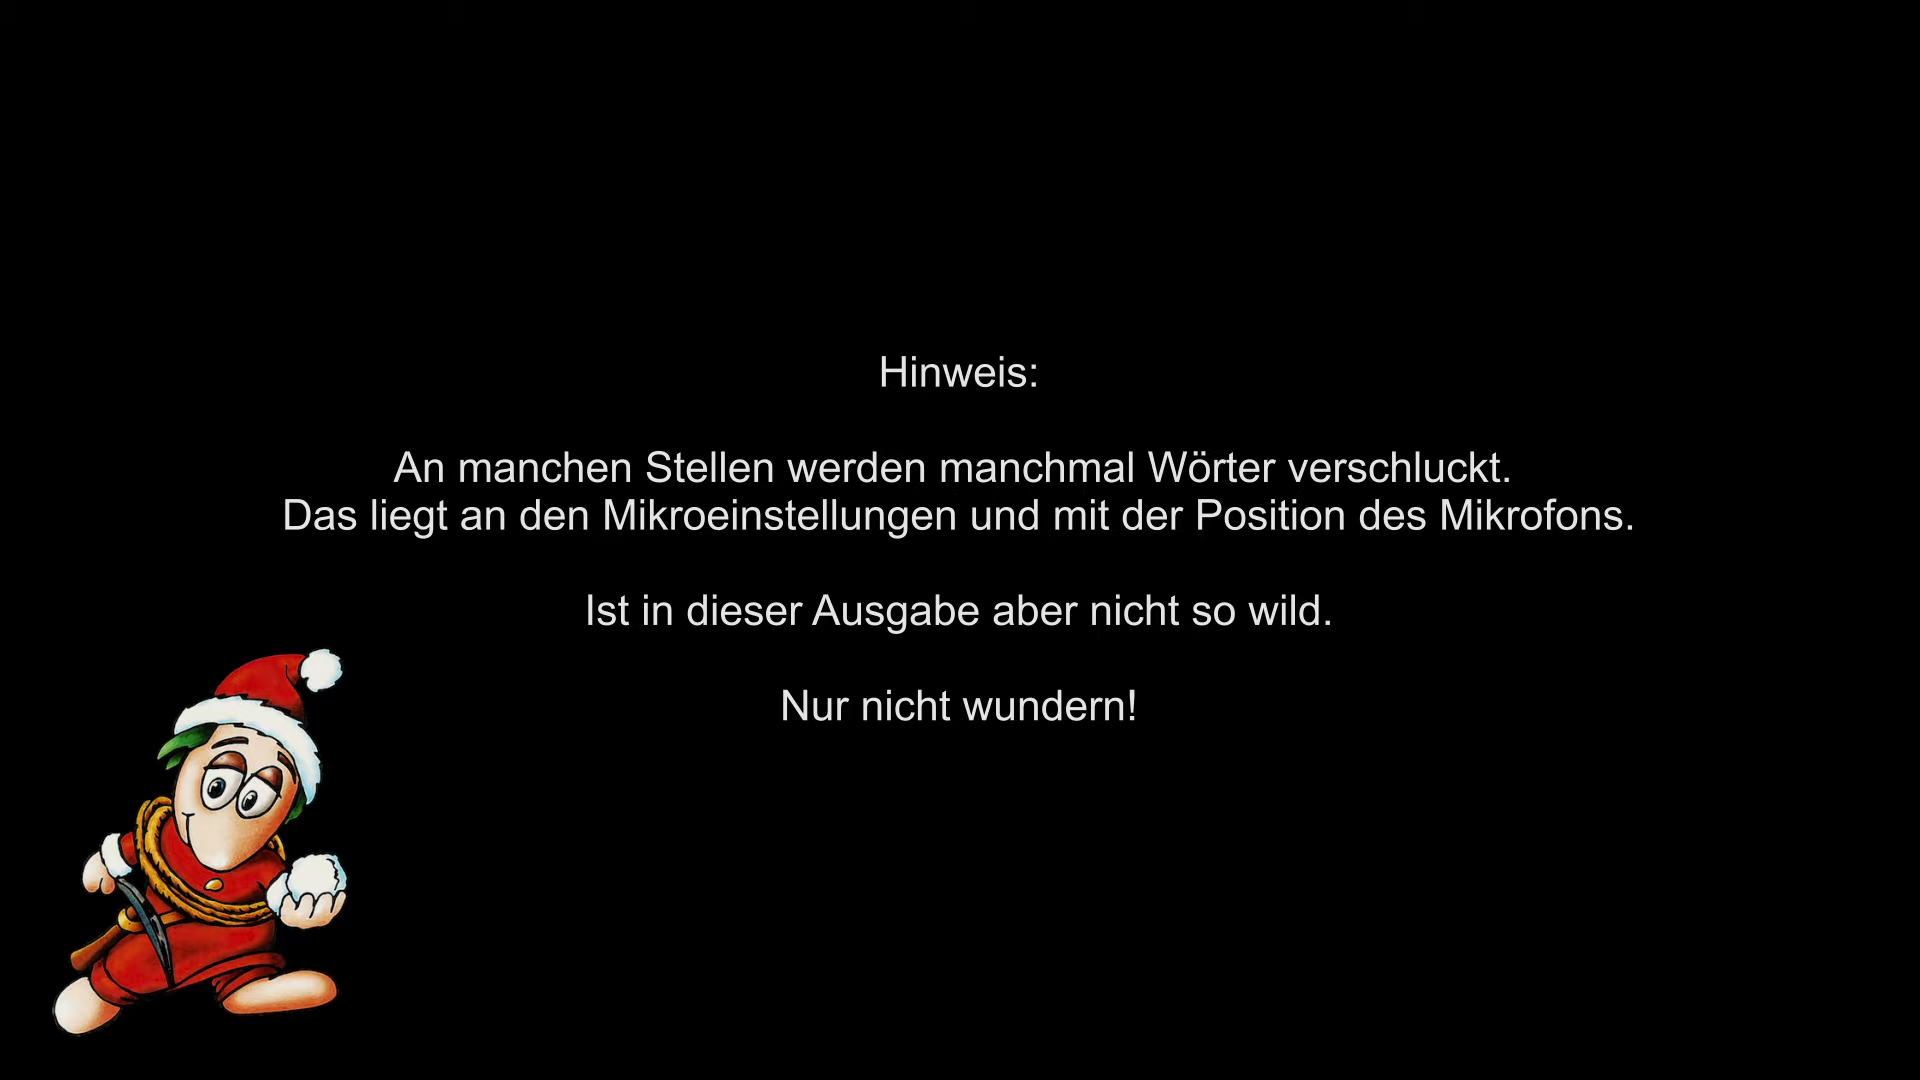 Hinweis:
An manchen Stellen werden manchmal Wörter verschluckt.
Das liegt an den Mikroeinstellungen und mit der Position des Mikrofons.
Ist in dieser Ausgabe aber nicht so wild.
Nur nicht wundern!